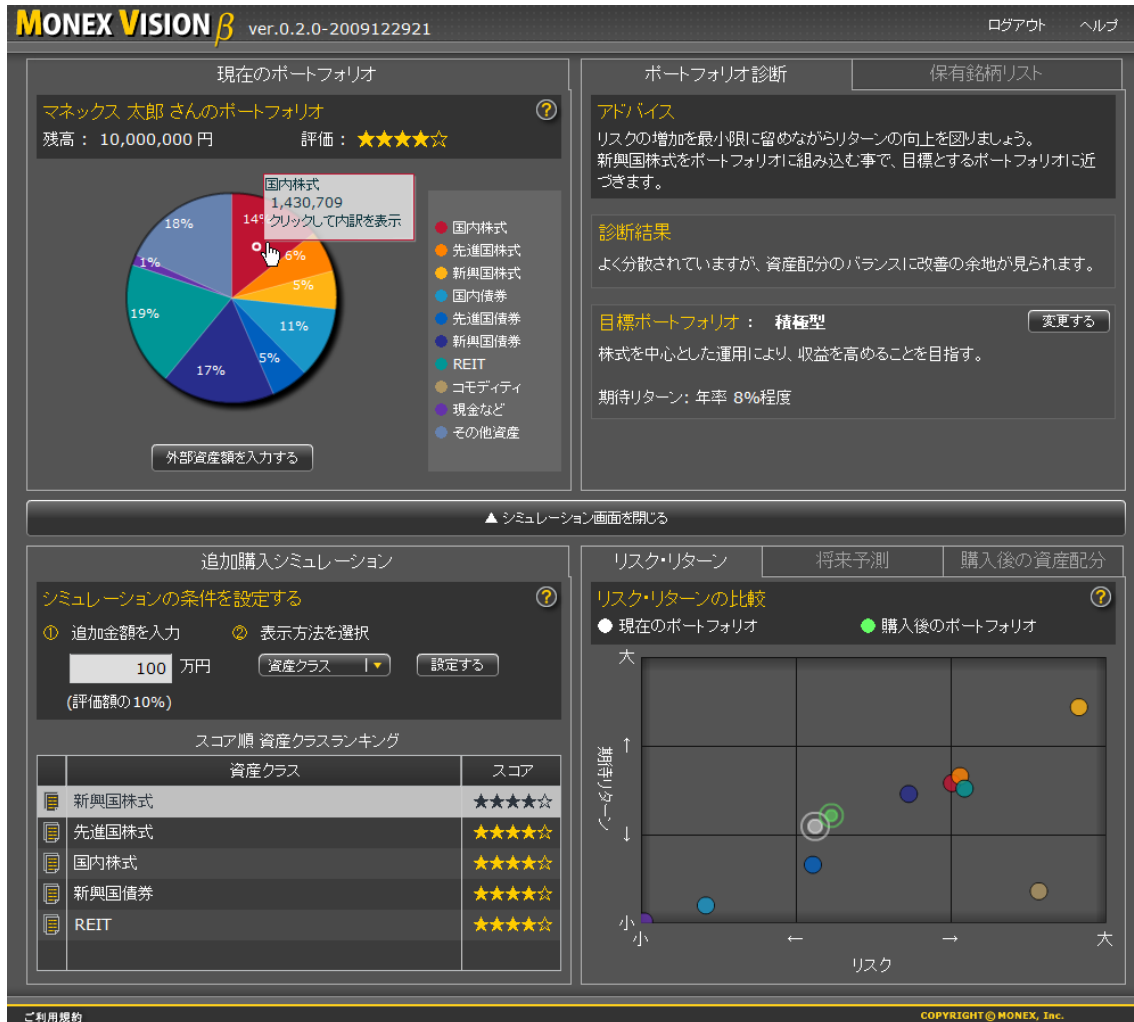 MONEX VISION β ver.0.2.0-2009122921
ログアウト ヘルプ
現在のポートフォリオ
マネックス 太郎 さんのポートフォリオ
?
残高： 10,000,000 円 評価： ★★★★☆
国内株式
1,430,709
クリックして内訳を表示
14%
6%
5%
11%
5%
17%
19%
1%
18%
国内株式
先進国株式
新興国株式
国内債券
先進国債券
新興国債券
REIT
コモディティ
現金など
その他資産
外部資産額を入力する
ポートフォリオ診断 保有銘柄リスト
アドバイス
リスクの増加を最小限に留めながらリターンの向上を図りましょう。
新興国株式をポートフォリオに組み込む事で、目標とするポートフォリオに近
づきます。
診断結果
よく分散されていますが、資産配分のバランスに改善の余地が見られます。
目標ポートフォリオ： 積極型 変更する
株式を中心とした運用により、収益を高めることを目指す。
期待リターン: 年率 8%程度
▲ シミュレーション画面を閉じる
追加購入シミュレーション
シミュレーションの条件を設定する
?
① 追加金額を入力 ② 表示方法を選択
100 万円 資産クラス ▼ 設定する
(評価額の10%)
スコア順 資産クラスランキング
資産クラス スコア
新興国株式 ★★★★☆
先進国株式 ★★★★☆
国内株式 ★★★★☆
新興国債券 ★★★★☆
REIT ★★★★☆
リスク・リターン 将来予測 購入後の資産配分
リスク・リターンの比較
?
現在のポートフォリオ 購入後のポートフォリオ
大
↑
期待リターン
↓
小
小 ← → 大
リスク
ご利用規約 COPYRIGHT © MONEX, Inc.